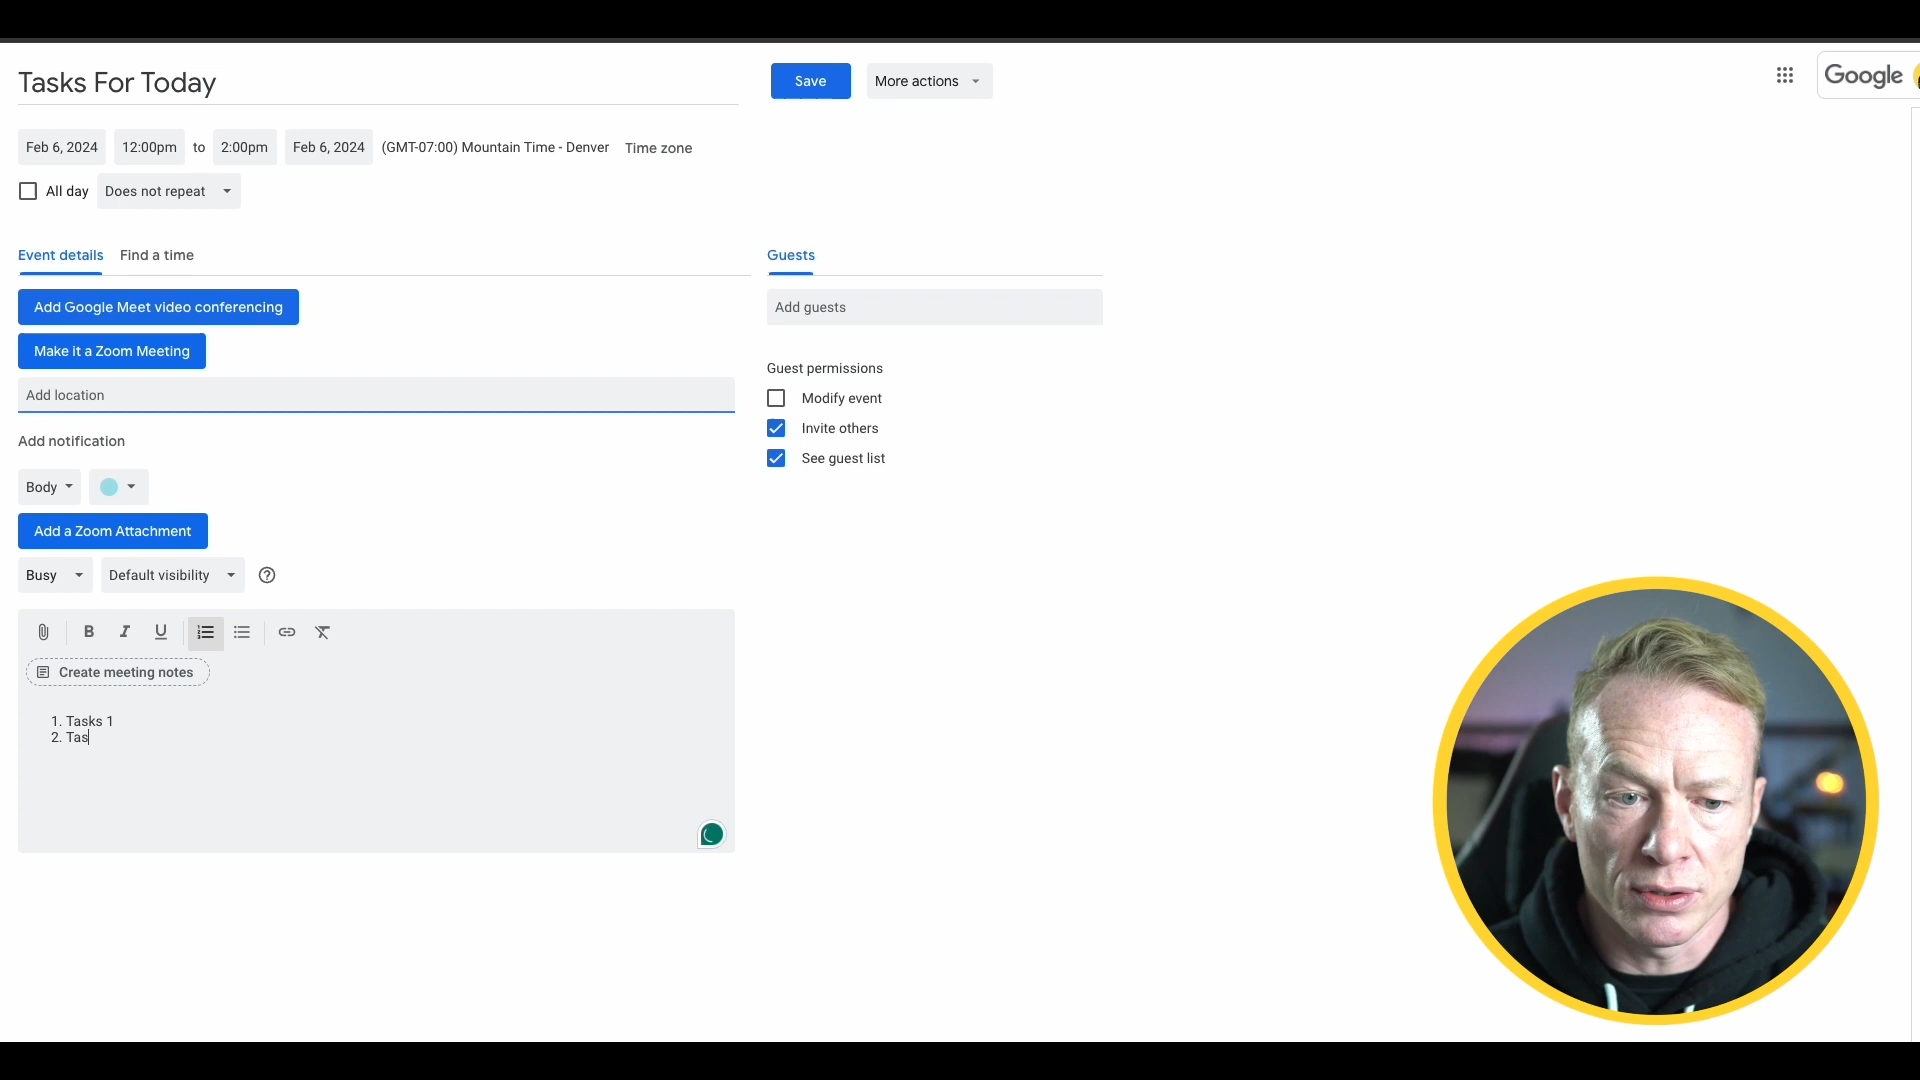 Tasks For Today
Save
More actions
Google
Feb 6, 2024 12:00pm to 2:00pm Feb 6, 2024 (GMT-07:00) Mountain Time - Denver Time zone
All day Does not repeat
Event details Find a time
Guests
Add Google Meet video conferencing
Add guests
Make it a Zoom Meeting
Guest permissions
Add location
Modify event
Invite others
Add notification
See guest list
Body
Add a Zoom Attachment
Busy Default visibility
B I U
Create meeting notes
1. Tasks 1
2. Tas